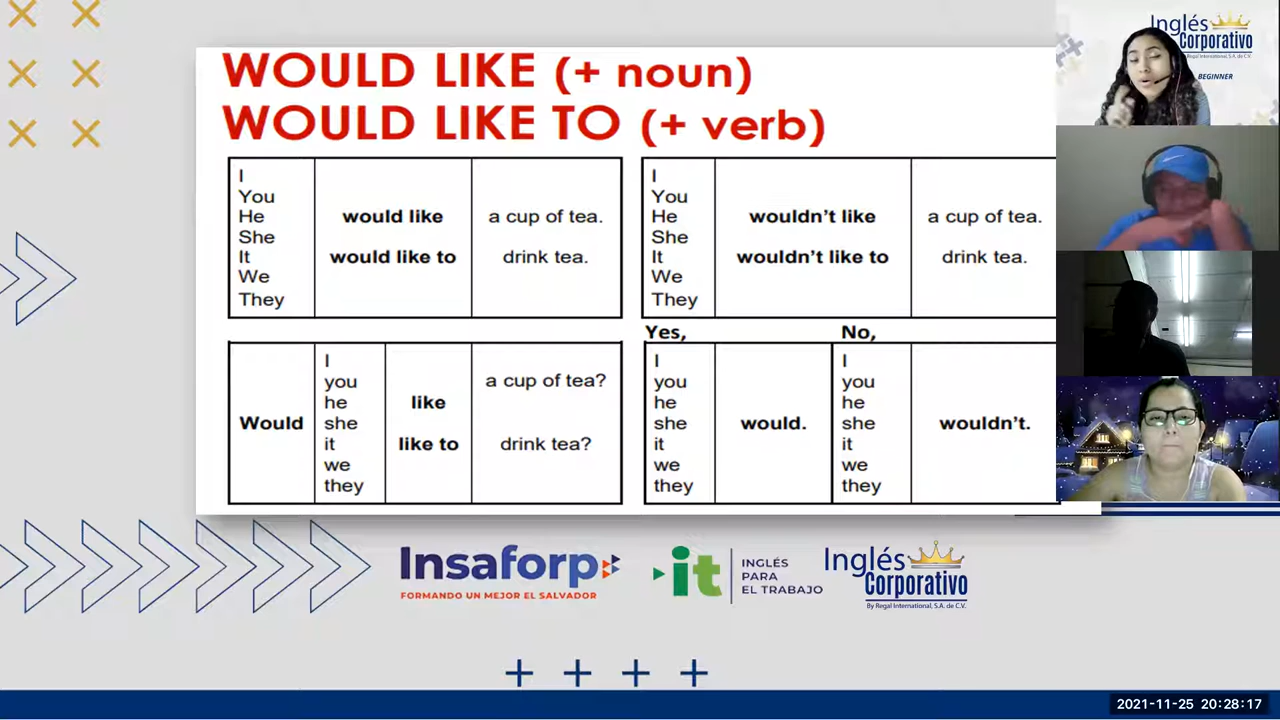 WOULD LIKE (+ noun)
WOULD LIKE TO (+ verb)
I
You
He
She
It
We
They
would like
would like to
a cup of tea.
drink tea.
I
You
He
She
It
We
They
wouldn't like
wouldn't like to
a cup of tea.
drink tea.
Would
I
you
he
she
it
we
they
like
like to
a cup of tea?
drink tea?
Yes,
I
you
he
she
it
we
they
would.
No,
I
you
he
she
it
we
they
wouldn't.
Inglés
Corporativo
By Regal International, S.A. de C.V.
BEGINNER
Insaforp
FORMANDO UN MEJOR EL SALVADOR
it
INGLÉS
PARA
EL TRABAJO
Inglés
Corporativo
By Regal International, S.A. de C.V.
2021-11-25 20:28:17